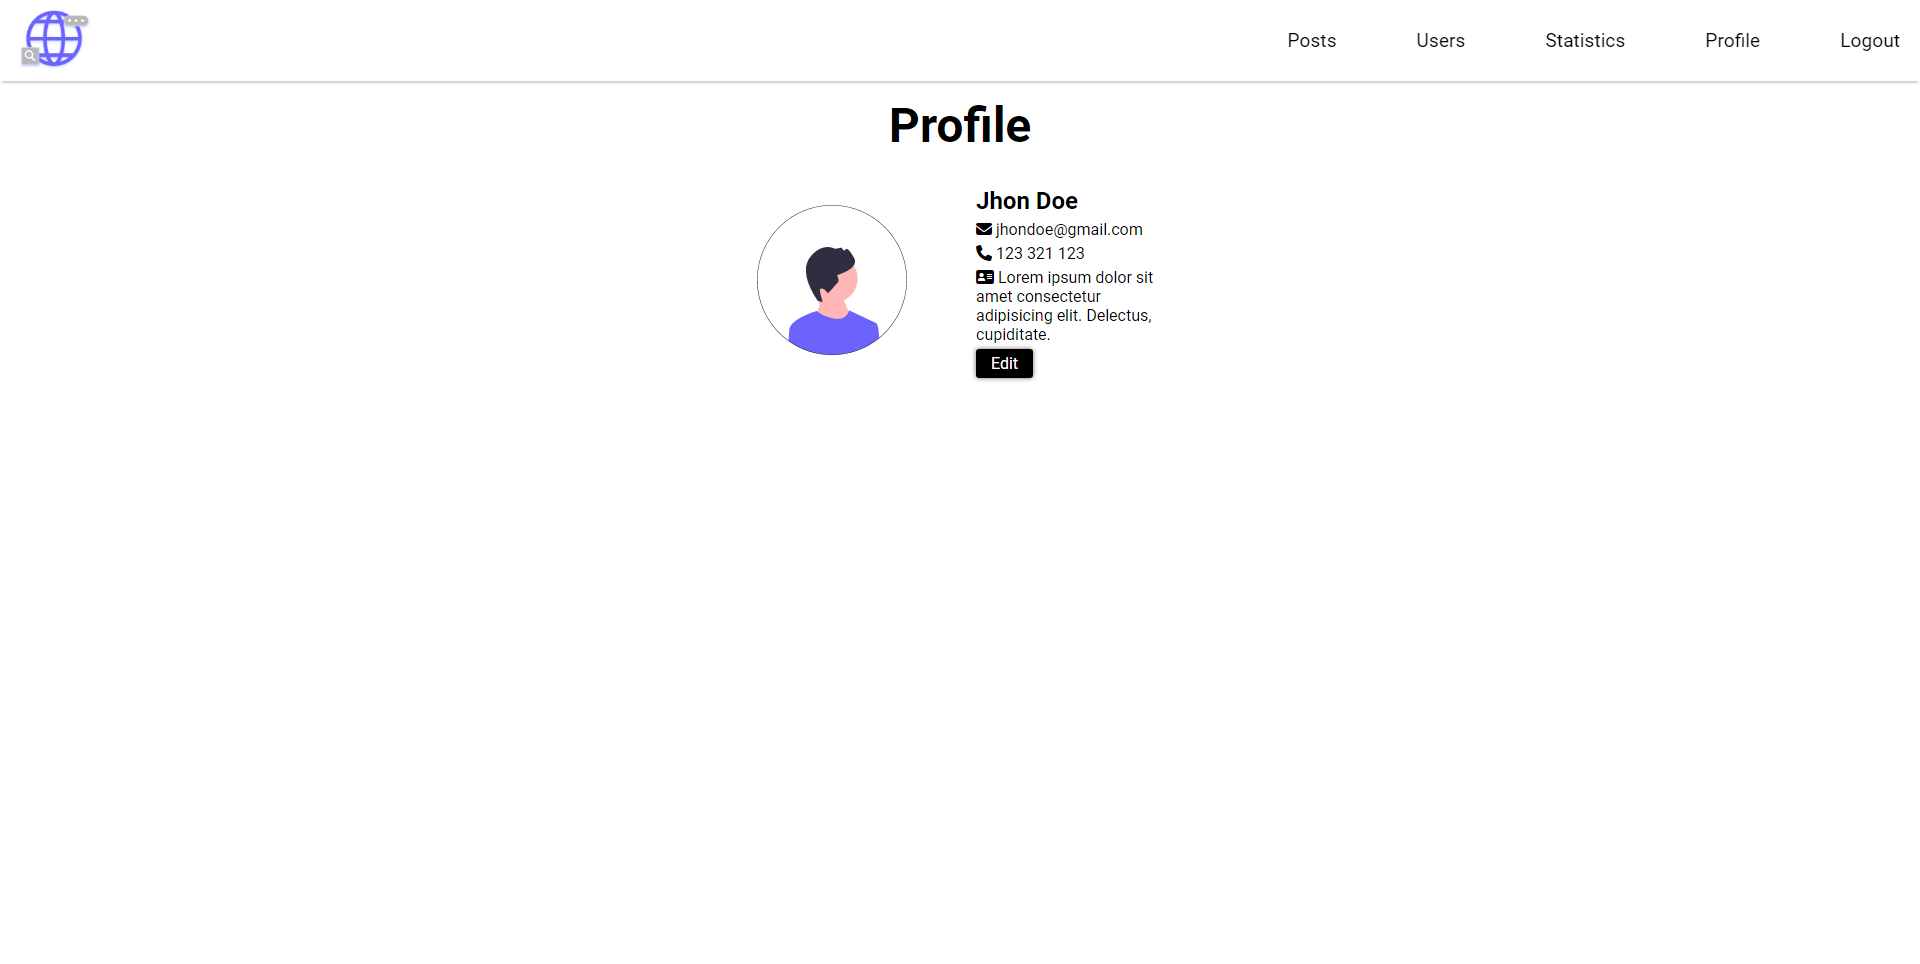 Posts Users Statistics Profile Logout
Profile
Jhon Doe
jhondoe@gmail.com
123 321 123
Lorem ipsum dolor sit
amet consectetur
adipisicing elit. Delectus,
cupiditate.
Edit